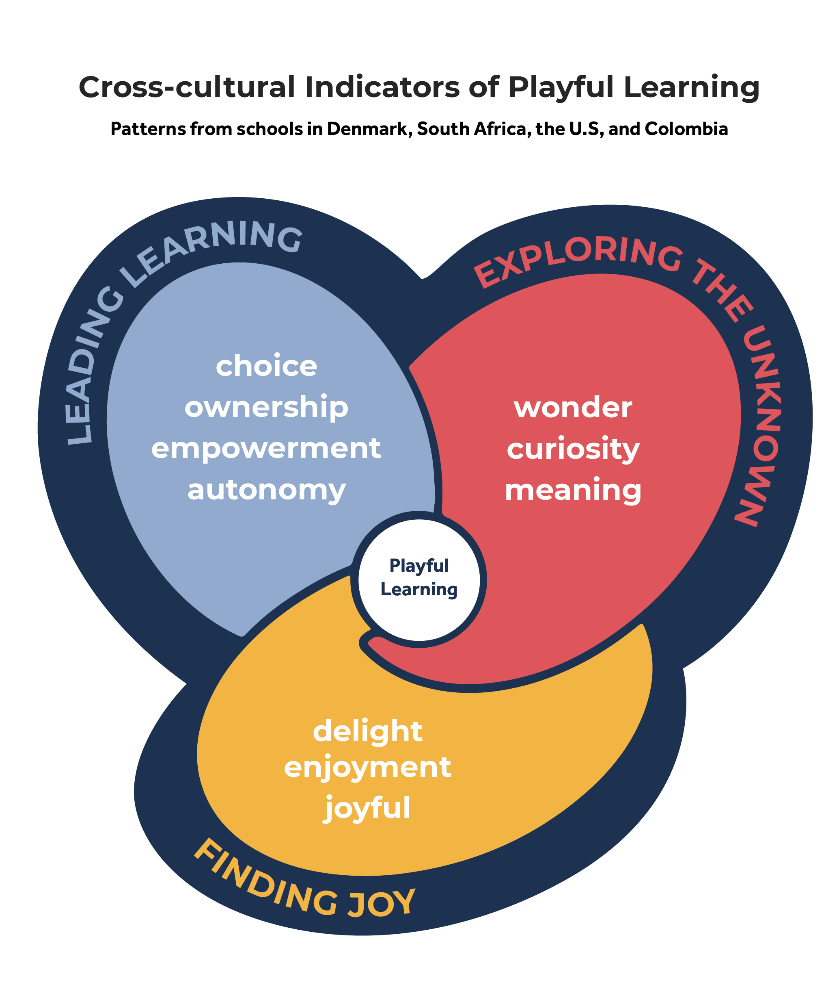 Cross-cultural Indicators of Playful Learning
Patterns from schools in Denmark, South Africa, the U.S, and Colombia
LEADING LEARNING
choice
ownership
empowerment
autonomy
EXPLORING THE UNKNOWN
wonder
curiosity
meaning
Playful
Learning
delight
enjoyment
joyful
FINDING JOY